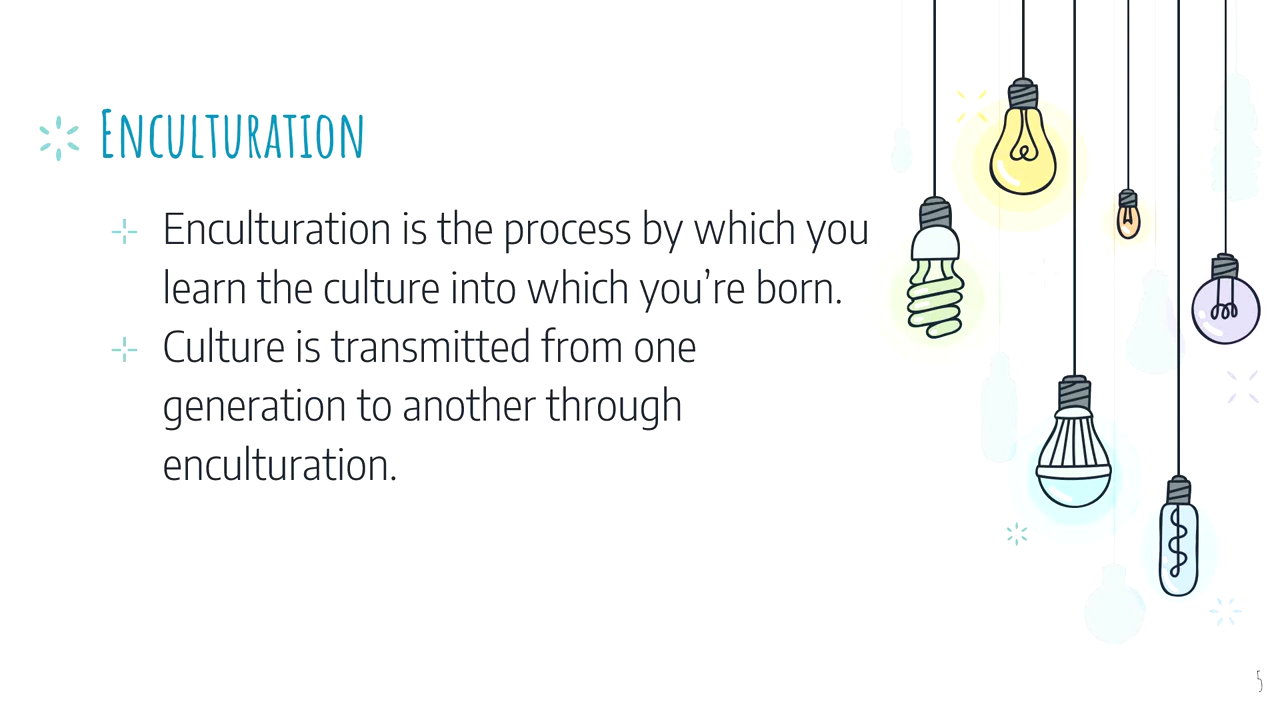 Enculturation
Enculturation is the process by which you
learn the culture into which you’re born.
Culture is transmitted from one
generation to another through
enculturation.
5